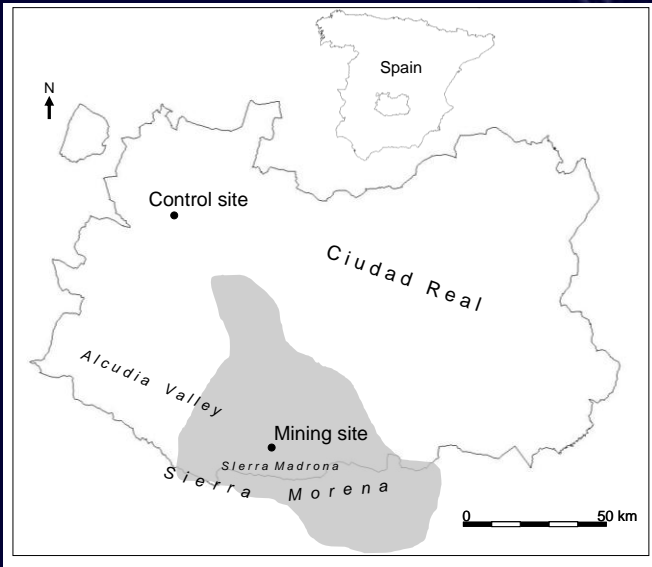 Spain
N
Control site
Ciudad Real
Alcudia Valley
Mining site
SIerra Madrona
Sierra Morena
0 50 km